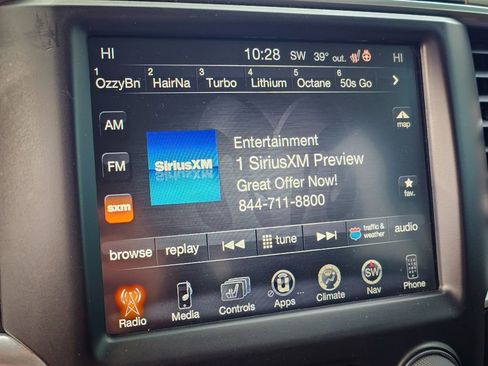 HI 10:28 SW 39° out. HI
1 OzzyBn 2 HairNa 3 Turbo 4 Lithium 5 Octane 6 50s Go
AM
FM
sxm
SiriusXM
Entertainment
1 SiriusXM Preview
Great Offer Now!
844-711-8800
map
fav.
browse replay tune traffic & weather audio
Radio Media Controls Apps Climate SW Nav Phone